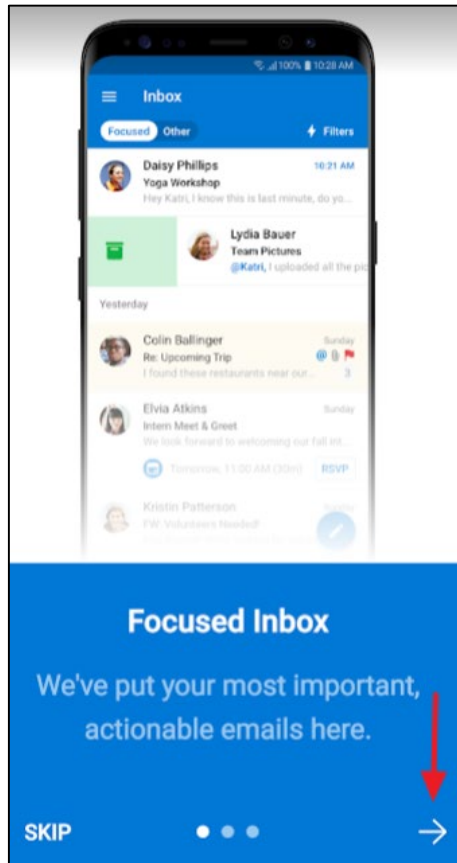 100% 10:28 AM
Inbox
Focused Other Filters
Daisy Phillips 10:21 AM
Yoga Workshop
Hey Katri, I know this is last minute, do yo...
Lydia Bauer
Team Pictures
@Katri, I uploaded all the pic
Yesterday
Colin Ballinger Sunday
Re: Upcoming Trip
I found these restaurants near our... 3
Elvia Atkins Sunday
Intern Meet & Greet
We look forward to welcoming our fall int...
Tomorrow, 11:00 AM (30m) RSVP
Kristin Patterson
FW: Volunteers Needed!
Focused Inbox
We've put your most important,
actionable emails here.
SKIP